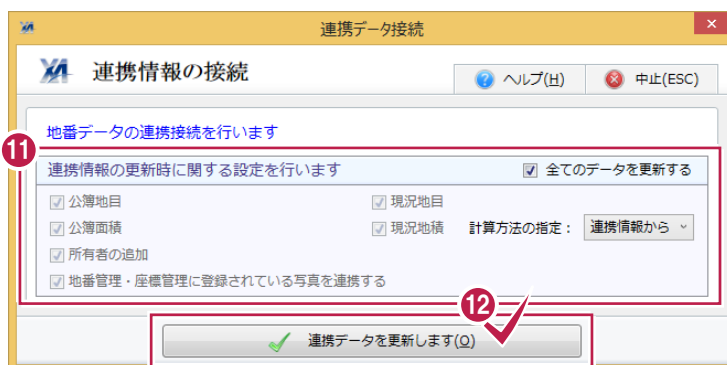 連携データ接続
連携情報の接続
ヘルプ(H)
中止(ESC)
地番データの連携接続を行います
11
連携情報の更新時に関する設定を行います
全てのデータを更新する
公簿地目
現況地目
公簿面積
現況地積
計算方法の指定：
連携情報から
所有者の追加
地番管理・座標管理に登録されている写真を連携する
12
連携データを更新します(O)